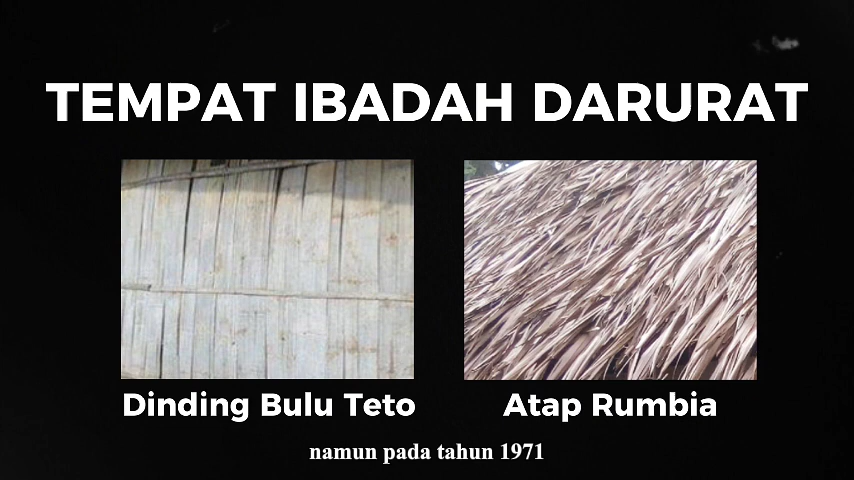 TEMPAT IBADAH DARURAT
Dinding Bulu Teto
Atap Rumbia
namun pada tahun 1971